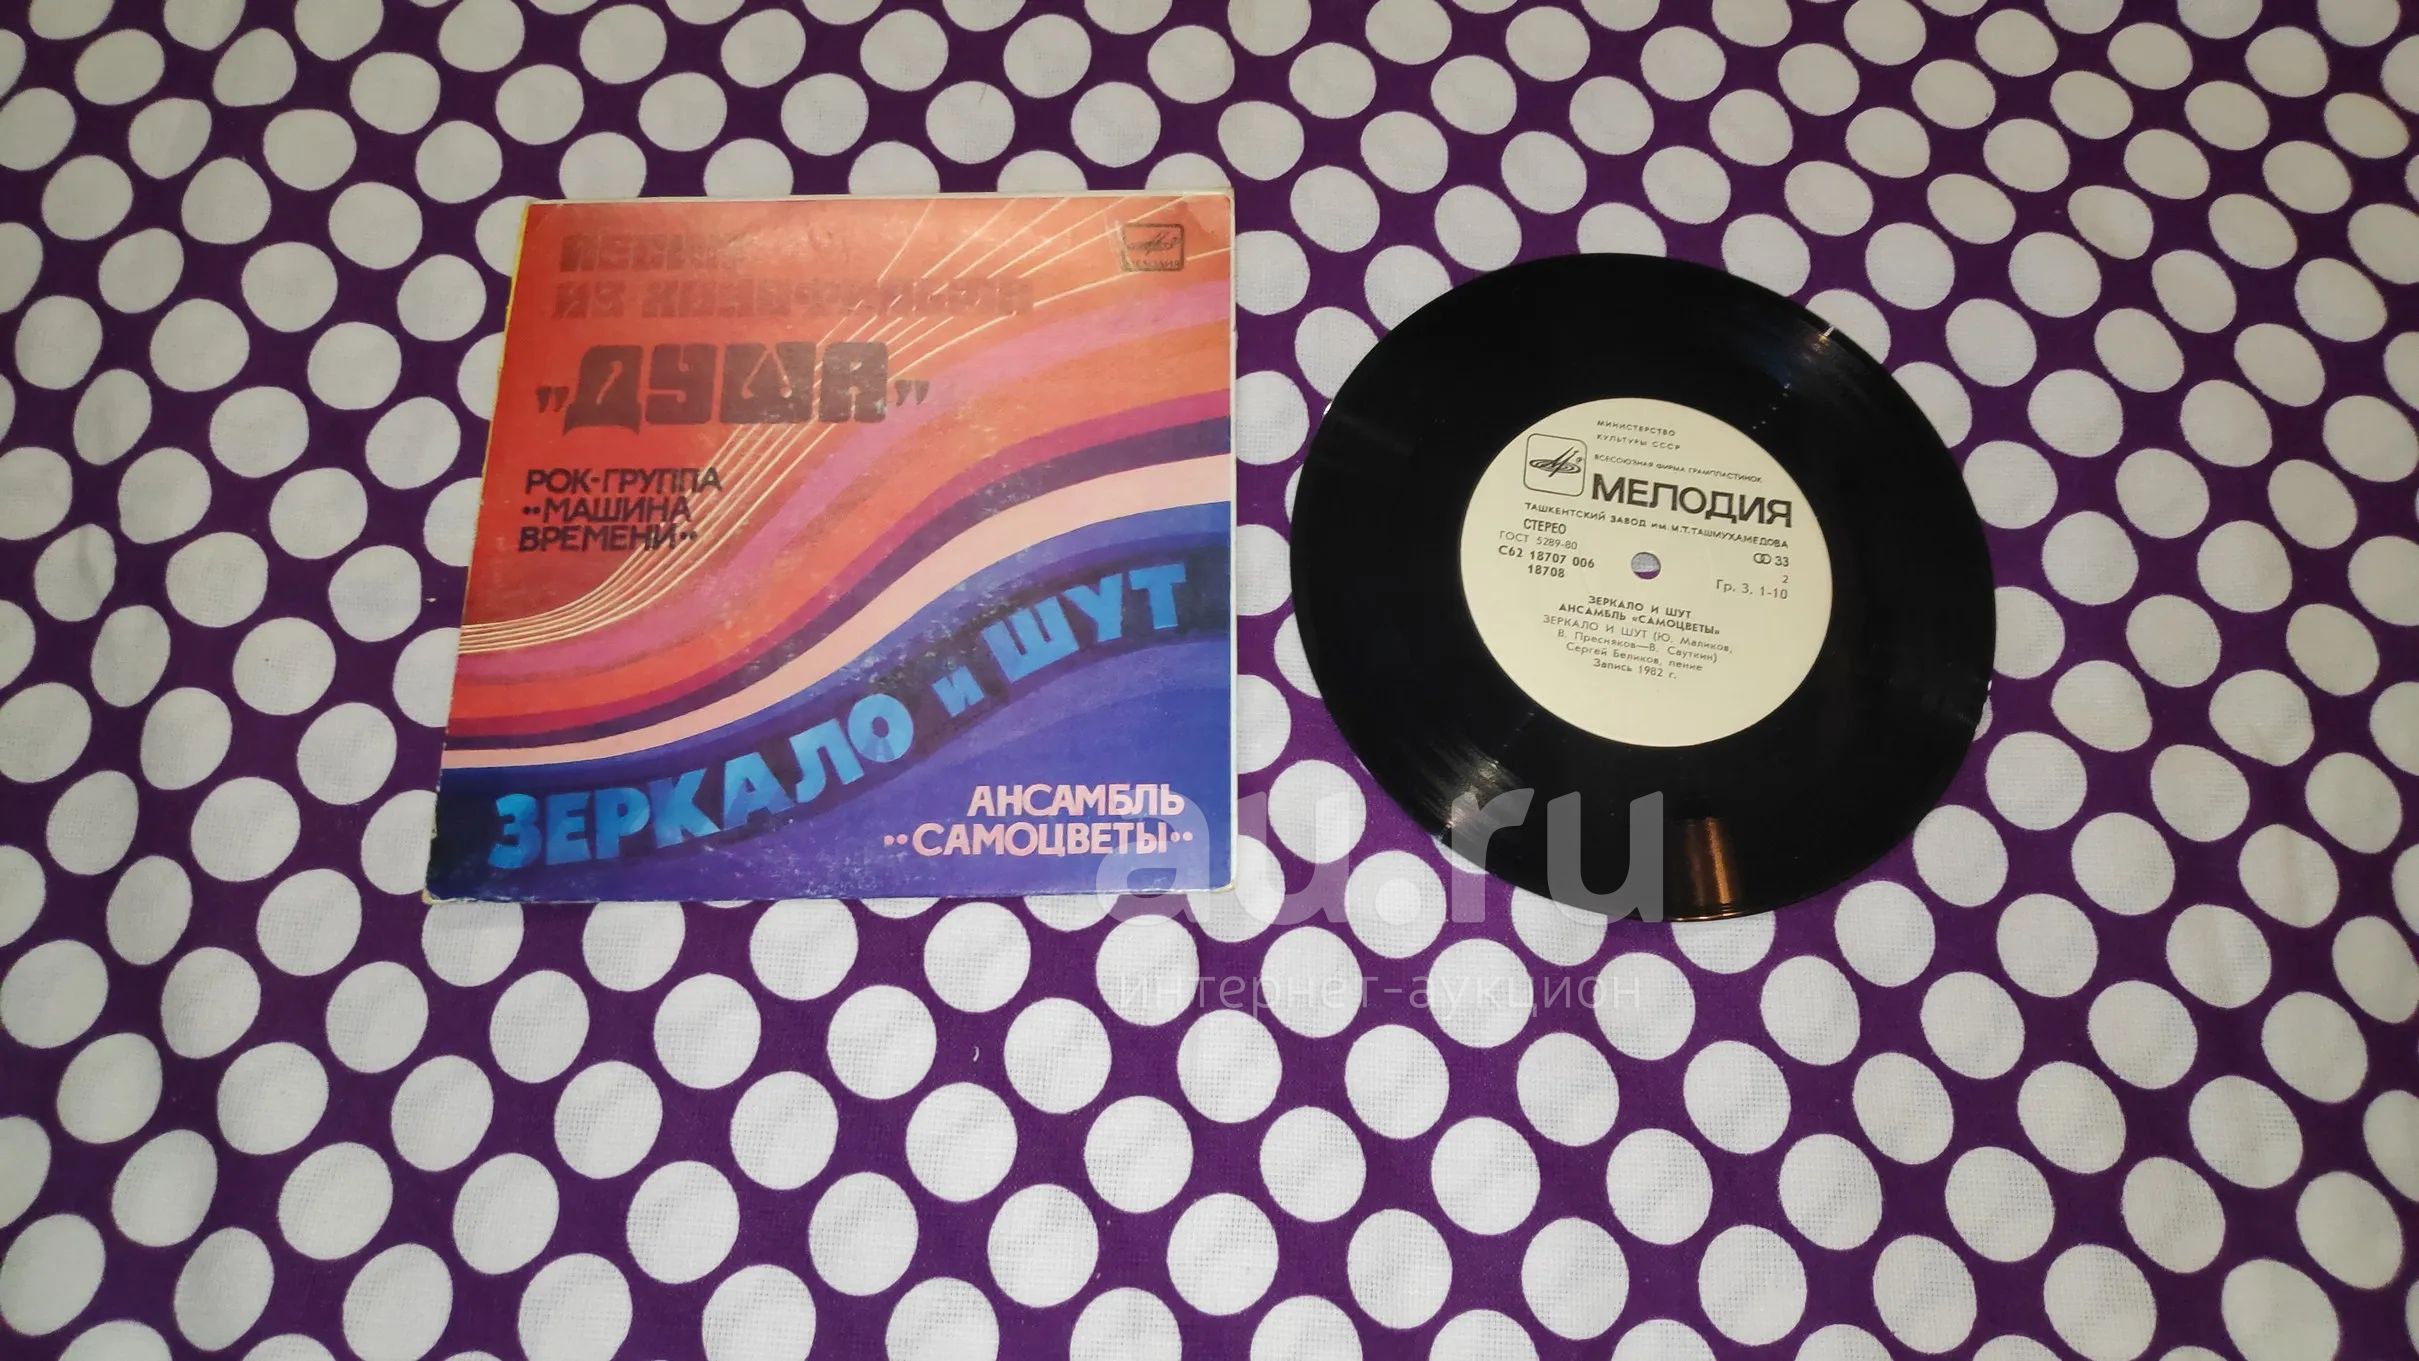 ПЕСНИ
ИЗ КИНОФИЛЬМА
"ДУША"
МЕЛОДИЯ
РОК-ГРУППА
"МАШИНА
ВРЕМЕНИ"
ЗЕРКАЛО И ШУТ
АНСАМБЛЬ
"САМОЦВЕТЫ"
МИНИСТЕРСТВО
КУЛЬТУРЫ СССР
ВСЕСОЮЗНАЯ ФИРМА ГРАМПЛАСТИНОК
МЕЛОДИЯ
ТАШКЕНТСКИЙ ЗАВОД ИМ. М.Т. ТАШМУХАМЕДОВА
СТЕРЕО
ГОСТ 5289-80
33
С62 18707 006
2
18708
Гр. 3. 1-10
ЗЕРКАЛО И ШУТ
АНСАМБЛЬ «САМОЦВЕТЫ»
ЗЕРКАЛО И ШУТ (Ю. Маликов,
В. Пресняков—В. Сауткин)
Сергей Беликов, пение
Запись 1982 г.
au.ru
интернет-аукцион